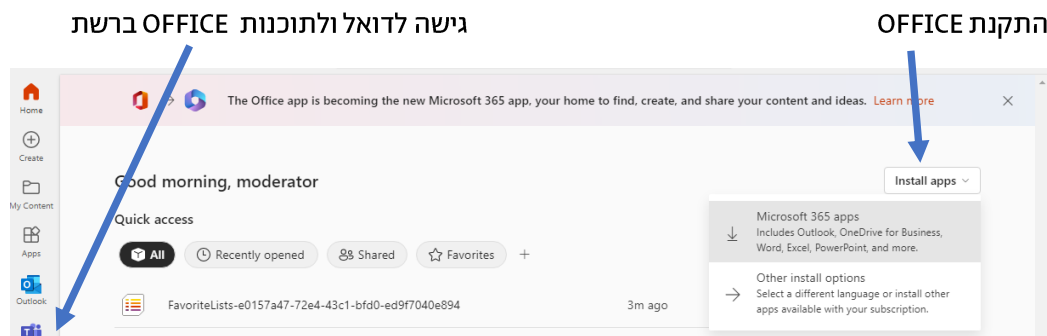 התקנת OFFICE
גישה לדואל ולתוכנות OFFICE ברשת
Home
Create
My Content
Apps
Outlook
The Office app is becoming the new Microsoft 365 app, your home to find, create, and share your content and ideas. Learn more
Good morning, moderator
Install apps
Microsoft 365 apps
Includes Outlook, OneDrive for Business,
Word, Excel, PowerPoint, and more.
Other install options
Select a different language or install other
apps available with your subscription.
Quick access
All
Recently opened
Shared
Favorites
FavoriteLists-e0157a47-72e4-43c1-bfd0-ed9f7040e894
3m ago